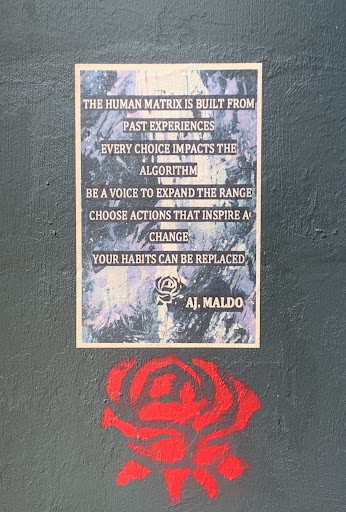 THE HUMAN MATRIX IS BUILT FROM
PAST EXPERIENCES
EVERY CHOICE IMPACTS THE
ALGORITHM
BE A VOICE TO EXPAND THE RANGE
CHOOSE ACTIONS THAT INSPIRE A
CHANGE
YOUR HABITS CAN BE REPLACED
AJ. MALDO